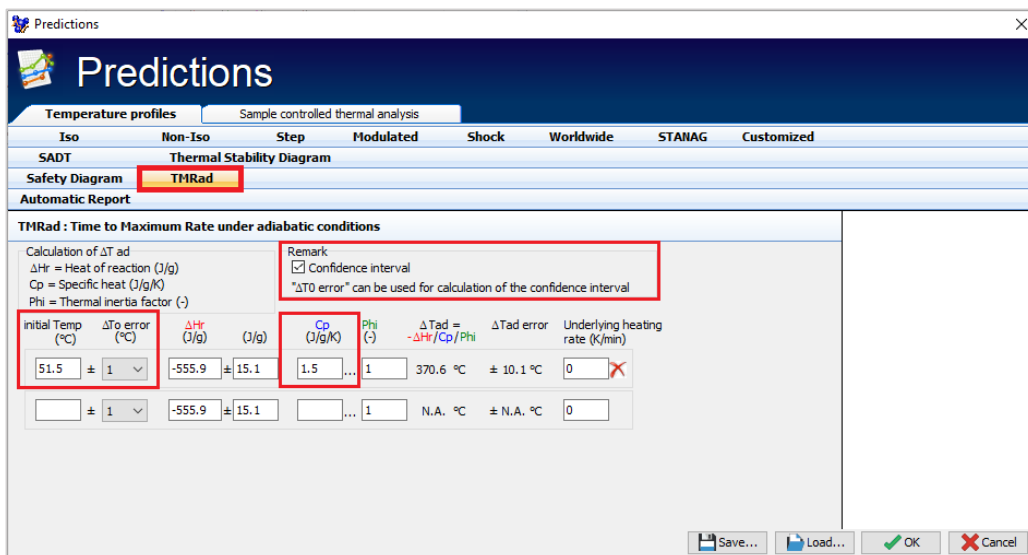 Predictions
Predictions
Temperature profiles Sample controlled thermal analysis
Iso Non-Iso Step Modulated Shock Worldwide STANAG Customized
SADT Thermal Stability Diagram
Safety Diagram TMRad
Automatic Report
TMRad : Time to Maximum Rate under adiabatic conditions
Calculation of ΔT ad
ΔHr = Heat of reaction (J/g)
Cp = Specific heat (J/g/K)
Phi = Thermal inertia factor (-)
Remark
Confidence interval
"ΔT0 error" can be used for calculation of the confidence interval
initial Temp ΔTo error ΔHr Cp Phi ΔTad = ΔTad error Underlying heating
(°C) (°C) (J/g) (J/g) (J/g/K) (-) -ΔHr/Cp/Phi rate (K/min)
51.5 ± 1 -555.9 ± 15.1 1.5 ... 1 370.6 °C ± 10.1 °C 0
± 1 -555.9 ± 15.1 ... 1 N.A. °C ± N.A. °C 0
Save... Load... OK Cancel